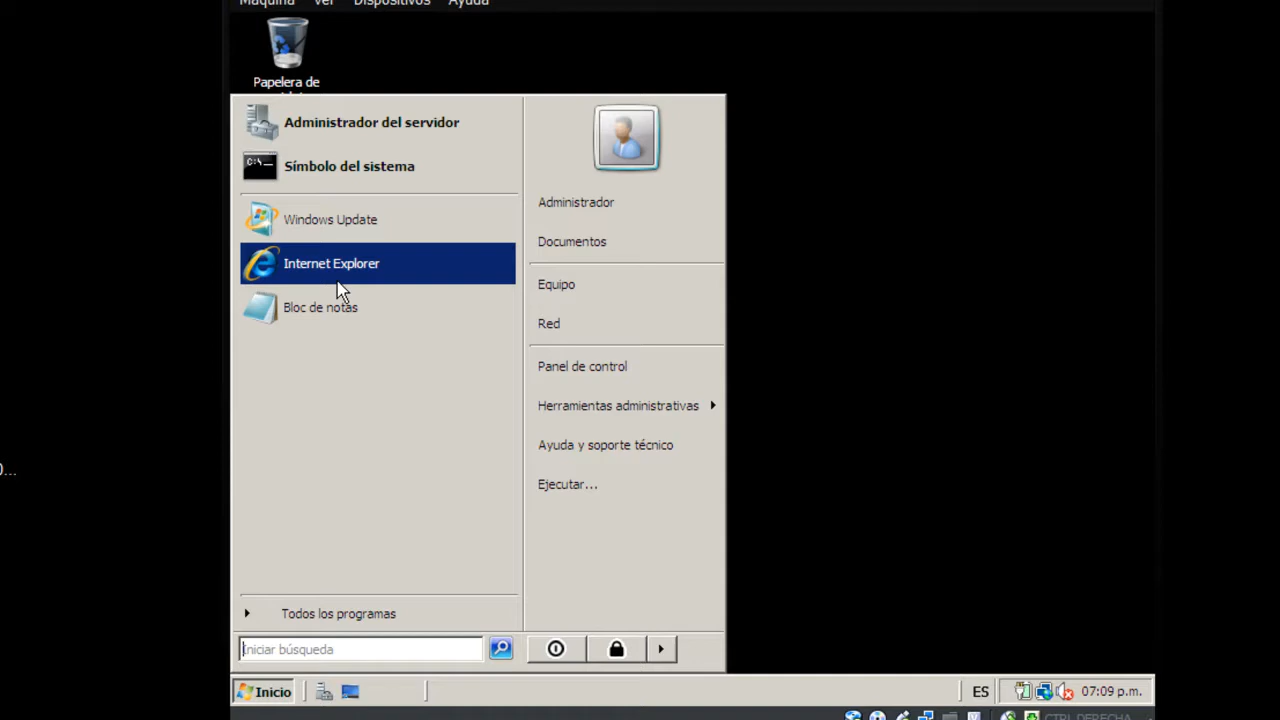 Máquina Ver Dispositivos Ayuda
Papelera de
Administrador del servidor
Símbolo del sistema
C:\
Windows Update
Internet Explorer
Bloc de notas
Administrador
Documentos
Equipo
Red
Panel de control
Herramientas administrativas
Ayuda y soporte técnico
Ejecutar...
Todos los programas
Iniciar búsqueda
Inicio
ES
07:09 p.m.
CTRL DERECHA